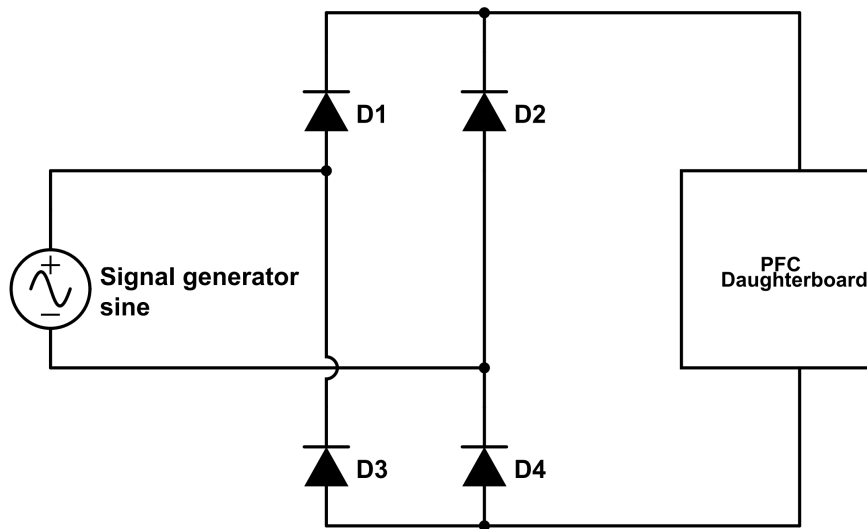 D1
D2
+
Signal generator
sine
−
PFC
Daughterboard
D3
D4